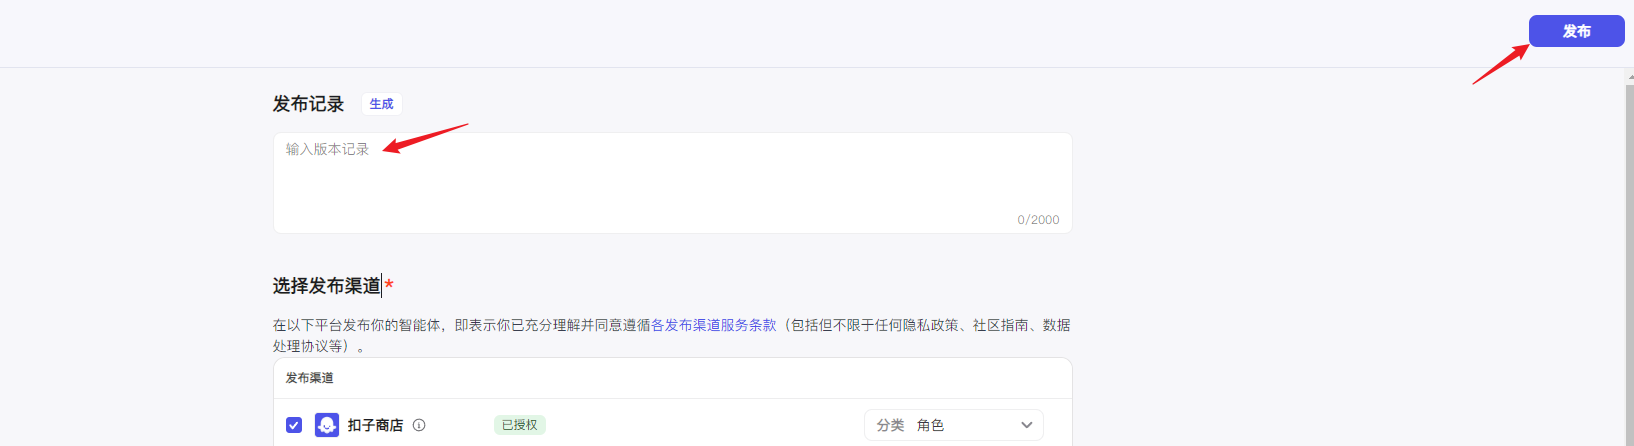 发布
发布记录 生成
输入版本记录
0/2000
选择发布渠道*
在以下平台发布你的智能体，即表示你已充分理解并同意遵循各发布渠道服务条款（包括但不限于任何隐私政策、社区指南、数据
处理协议等）。
发布渠道
扣子商店 已授权 分类 角色